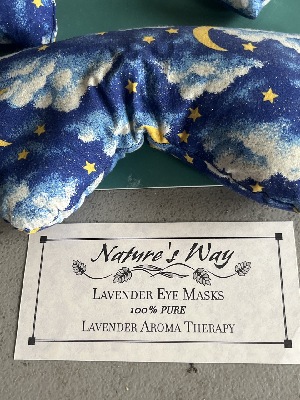 Nature's Way
Lavender Eye Masks
100% PURE
Lavender Aroma Therapy